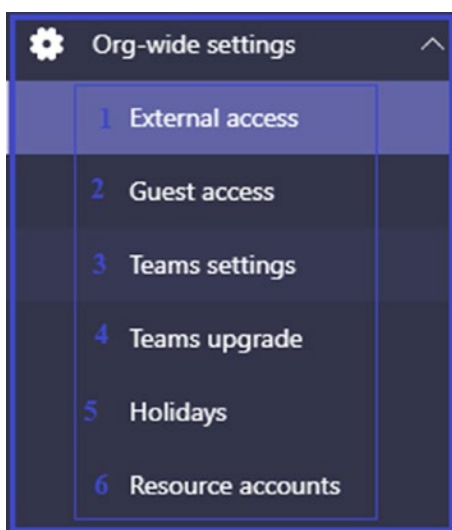 Org-wide settings
1 External access
2 Guest access
3 Teams settings
4 Teams upgrade
5 Holidays
6 Resource accounts